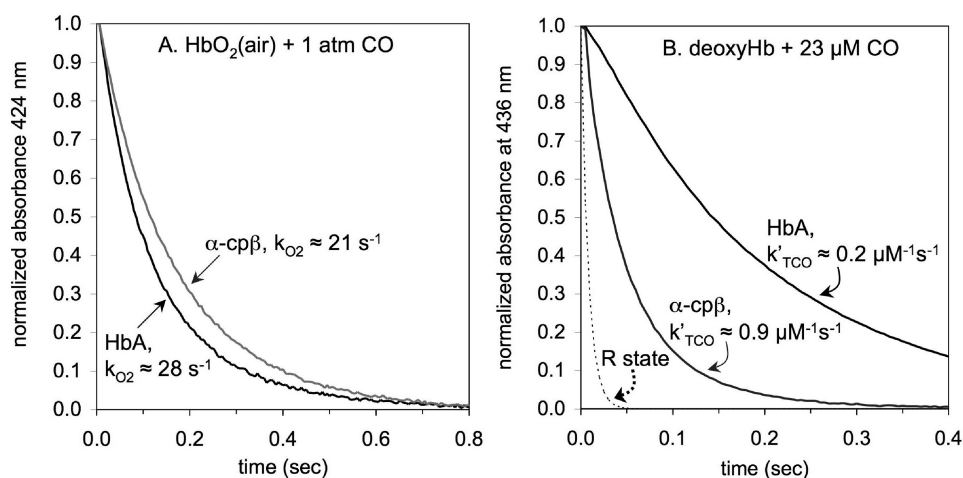 A. HbO₂(air) + 1 atm CO
normalized absorbance 424 nm
1.0
0.9
0.8
0.7
0.6
0.5
0.4
0.3
0.2
0.1
0.0
α-cpβ, k_O2 ≈ 21 s⁻¹
HbA,
k_O2 ≈ 28 s⁻¹
0.0 0.2 0.4 0.6 0.8
time (sec)
B. deoxyHb + 23 µM CO
normalized absorbance at 436 nm
1.0
0.9
0.8
0.7
0.6
0.5
0.4
0.3
0.2
0.1
0.0
HbA,
k'_TCO ≈ 0.2 µM⁻¹s⁻¹
α-cpβ,
k'_TCO ≈ 0.9 µM⁻¹s⁻¹
R state
0.0 0.1 0.2 0.3 0.4
time (sec)